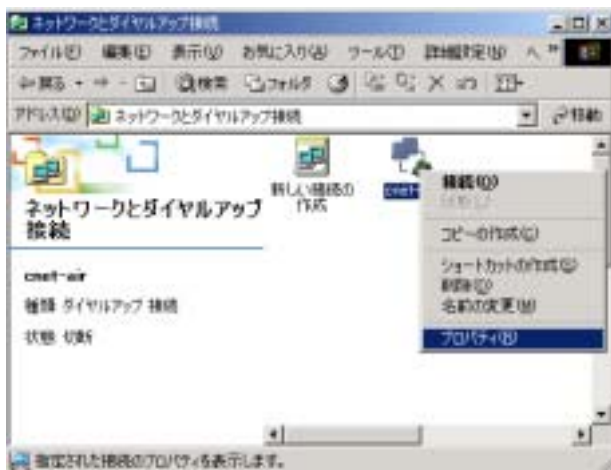 ネットワークとダイヤルアップ接続
ファイル(F) 編集(E) 表示(V) お気に入り(A) ツール(T) 詳細設定(N) ヘ »
戻る
検索 フォルダ
アドレス(D) ネットワークとダイヤルアップ接続 移動
ネットワークとダイヤルアップ
接続
cnet-air
種類 ダイヤルアップ 接続
状態 切断
新しい接続の
作成
cnet-
接続(O)
コピーの作成(C)
ショートカットの作成(S)
削除(D)
名前の変更(M)
プロパティ(R)
指定された接続のプロパティを表示します。